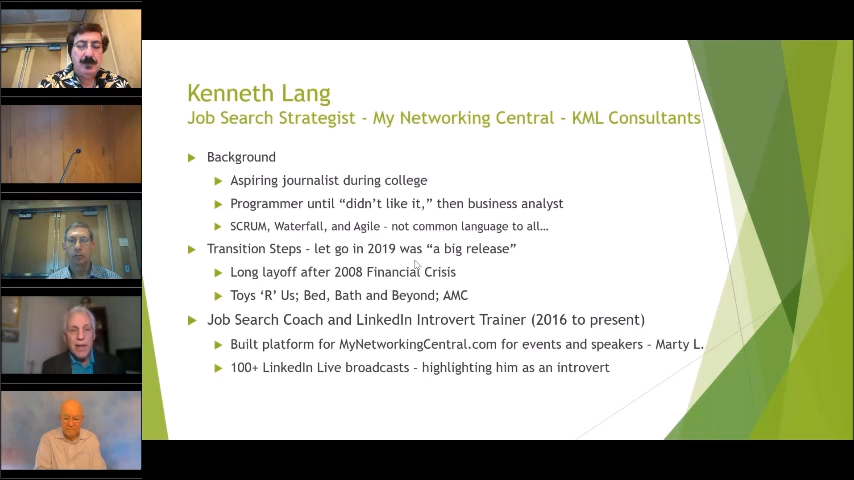 Kenneth Lang
Job Search Strategist - My Networking Central - KML Consultants
Background
Aspiring journalist during college
Programmer until “didn’t like it,” then business analyst
SCRUM, Waterfall, and Agile – not common language to all…
Transition Steps – let go in 2019 was “a big release”
Long layoff after 2008 Financial Crisis
Toys ‘R’ Us; Bed, Bath and Beyond; AMC
Job Search Coach and LinkedIn Introvert Trainer (2016 to present)
Built platform for MyNetworkingCentral.com for events and speakers – Marty L.
100+ LinkedIn Live broadcasts - highlighting him as an introvert